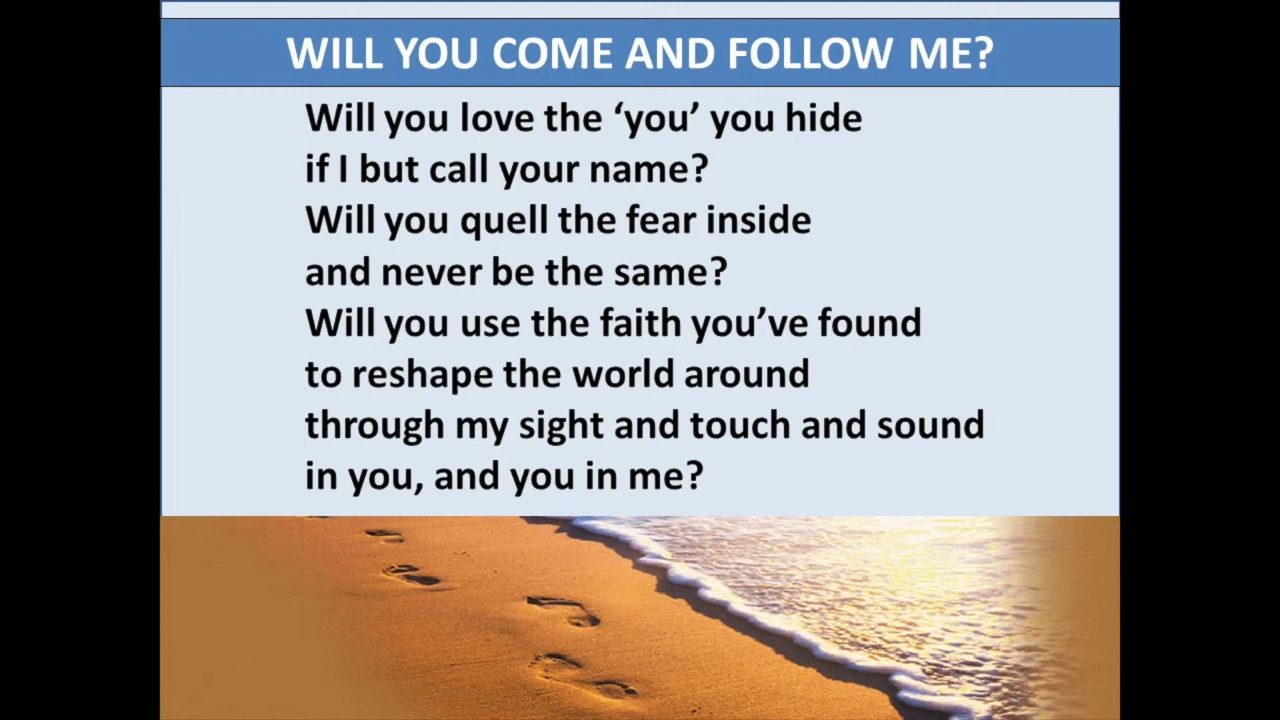 WILL YOU COME AND FOLLOW ME?
Will you love the ‘you’ you hide
if I but call your name?
Will you quell the fear inside
and never be the same?
Will you use the faith you’ve found
to reshape the world around
through my sight and touch and sound
in you, and you in me?